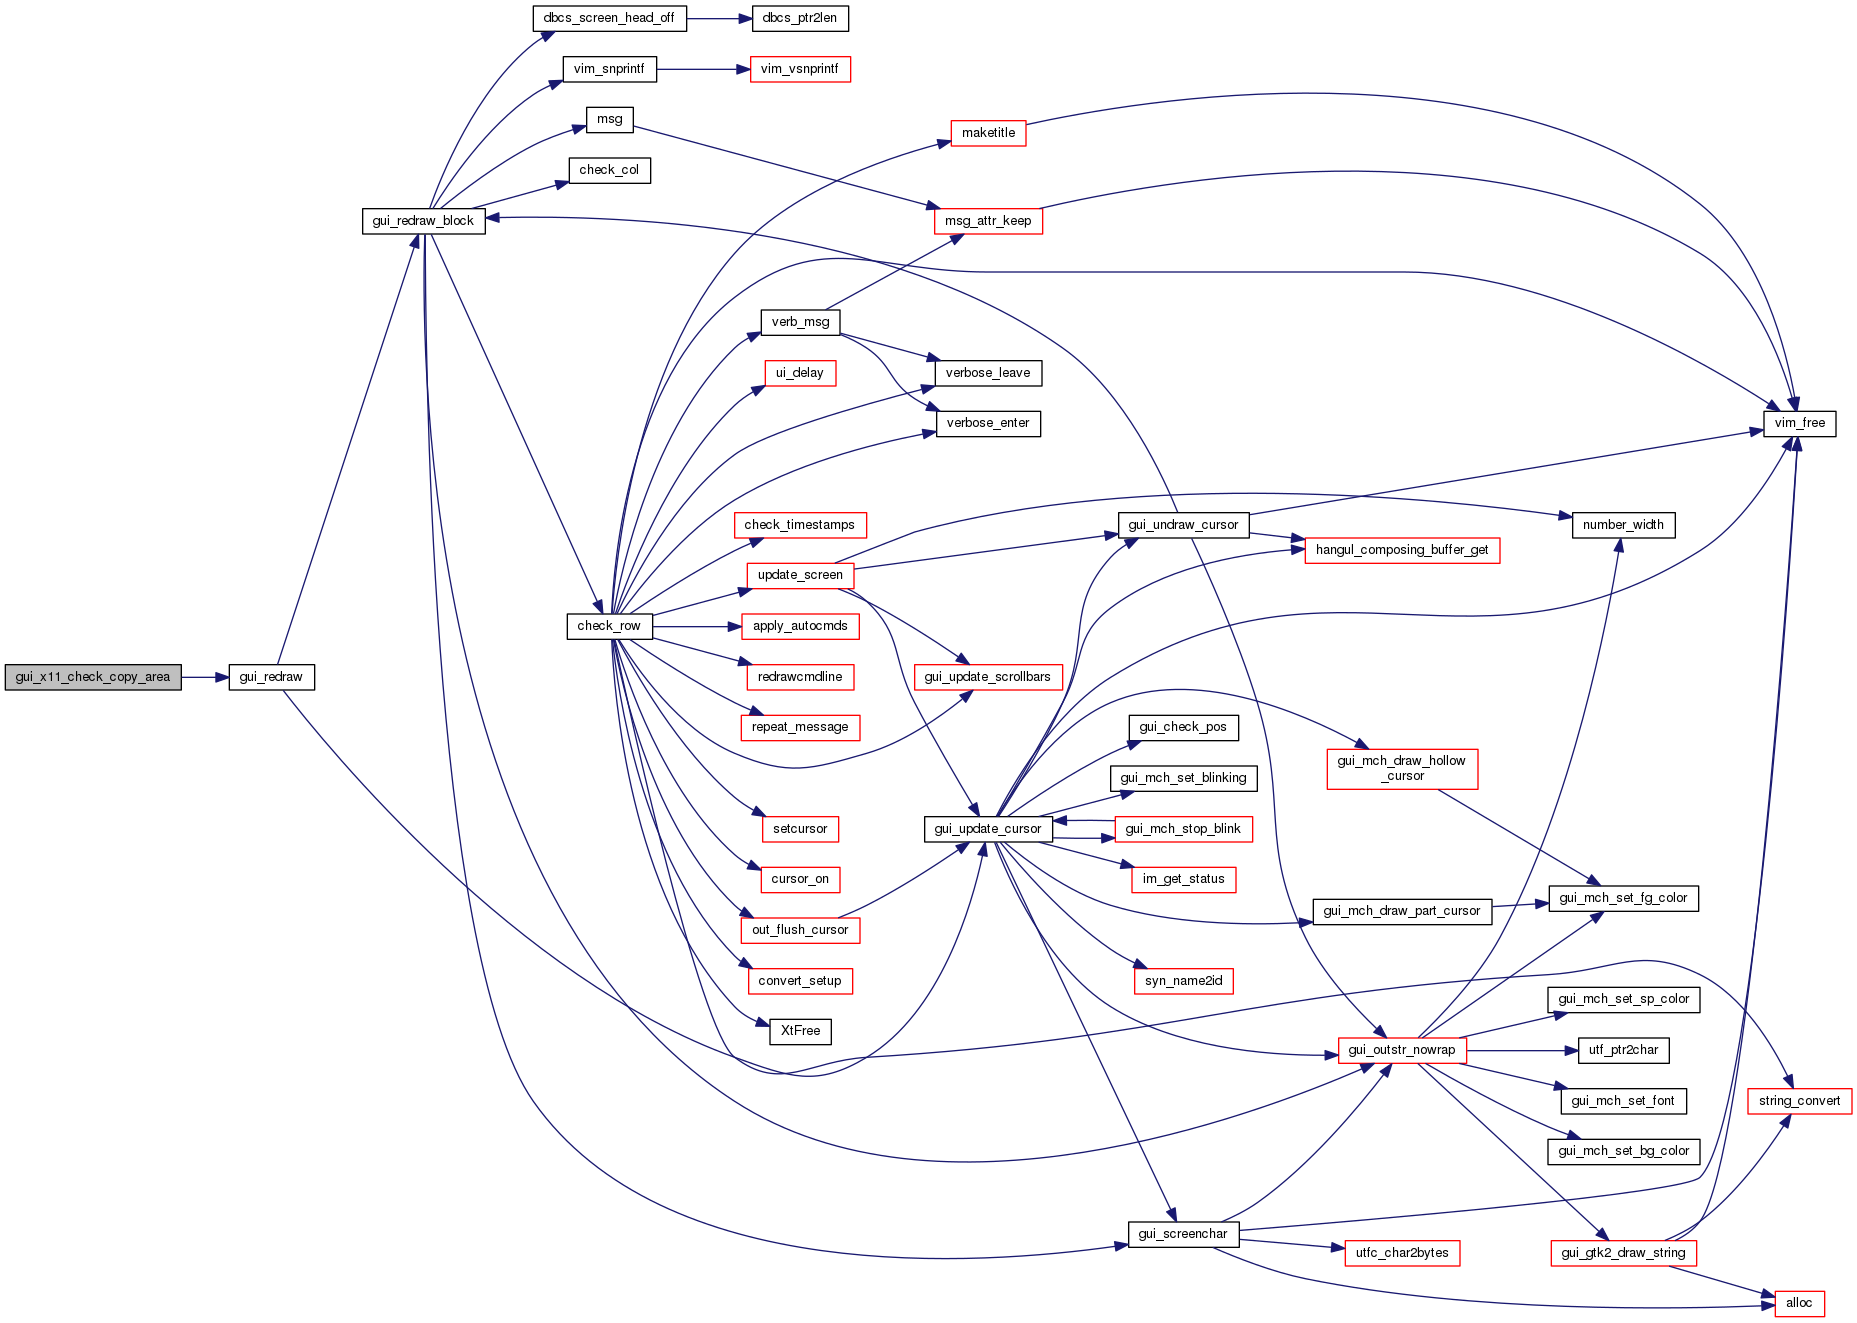 dbcs_screen_head_off
dbcs_ptr2len
vim_snprintf
vim_vsnprintf
msg
maketitle
check_col
gui_redraw_block
msg_attr_keep
verb_msg
ui_delay
verbose_leave
verbose_enter
vim_free
check_timestamps
gui_undraw_cursor
number_width
hangul_composing_buffer_get
update_screen
check_row
apply_autocmds
gui_x11_check_copy_area
gui_redraw
redrawcmdline
gui_update_scrollbars
repeat_message
gui_check_pos
gui_mch_draw_hollow
_cursor
gui_mch_set_blinking
setcursor
gui_update_cursor
gui_mch_stop_blink
cursor_on
im_get_status
gui_mch_set_fg_color
gui_mch_draw_part_cursor
out_flush_cursor
convert_setup
syn_name2id
gui_mch_set_sp_color
XtFree
gui_outstr_nowrap
utf_ptr2char
gui_mch_set_font
string_convert
gui_mch_set_bg_color
gui_screenchar
utfc_char2bytes
gui_gtk2_draw_string
alloc